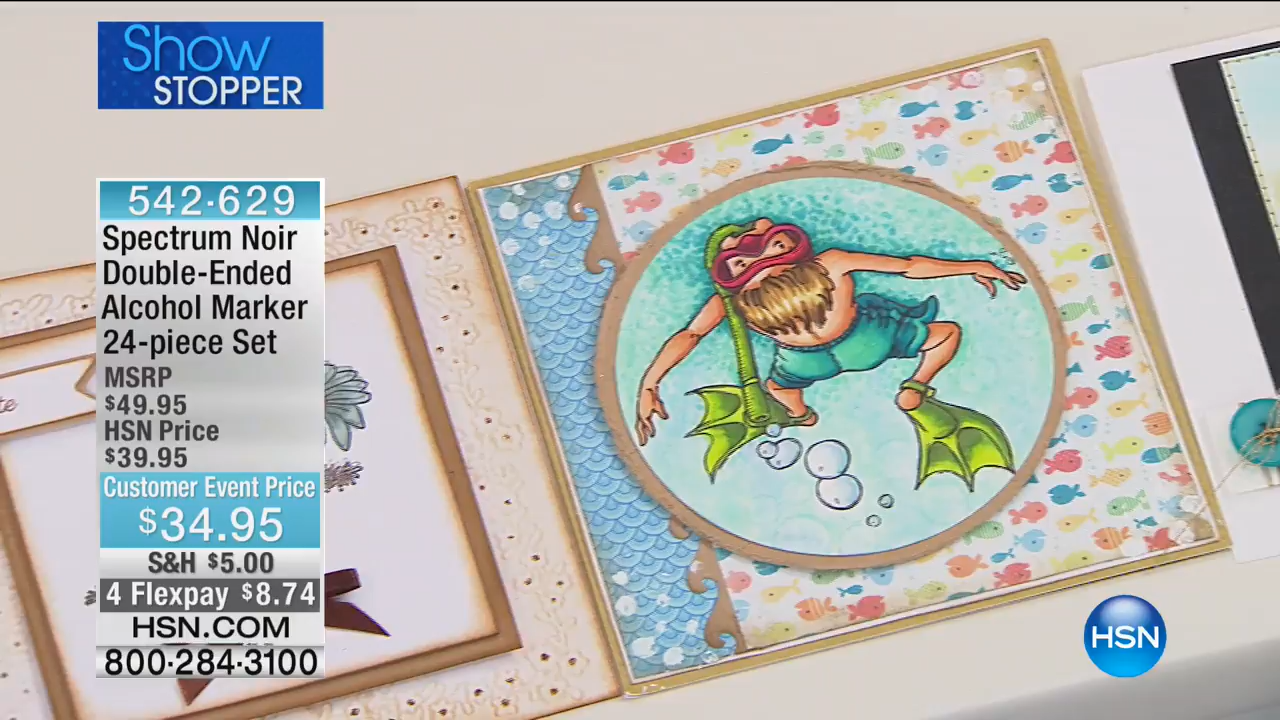 Show
STOPPER
542·629
Spectrum Noir
Double-Ended
Alcohol Marker
24-piece Set
MSRP
$49.95
HSN Price
$39.95
Customer Event Price
$34.95
S&H $5.00
4 Flexpay $8.74
HSN.COM
800·284·3100
HSN